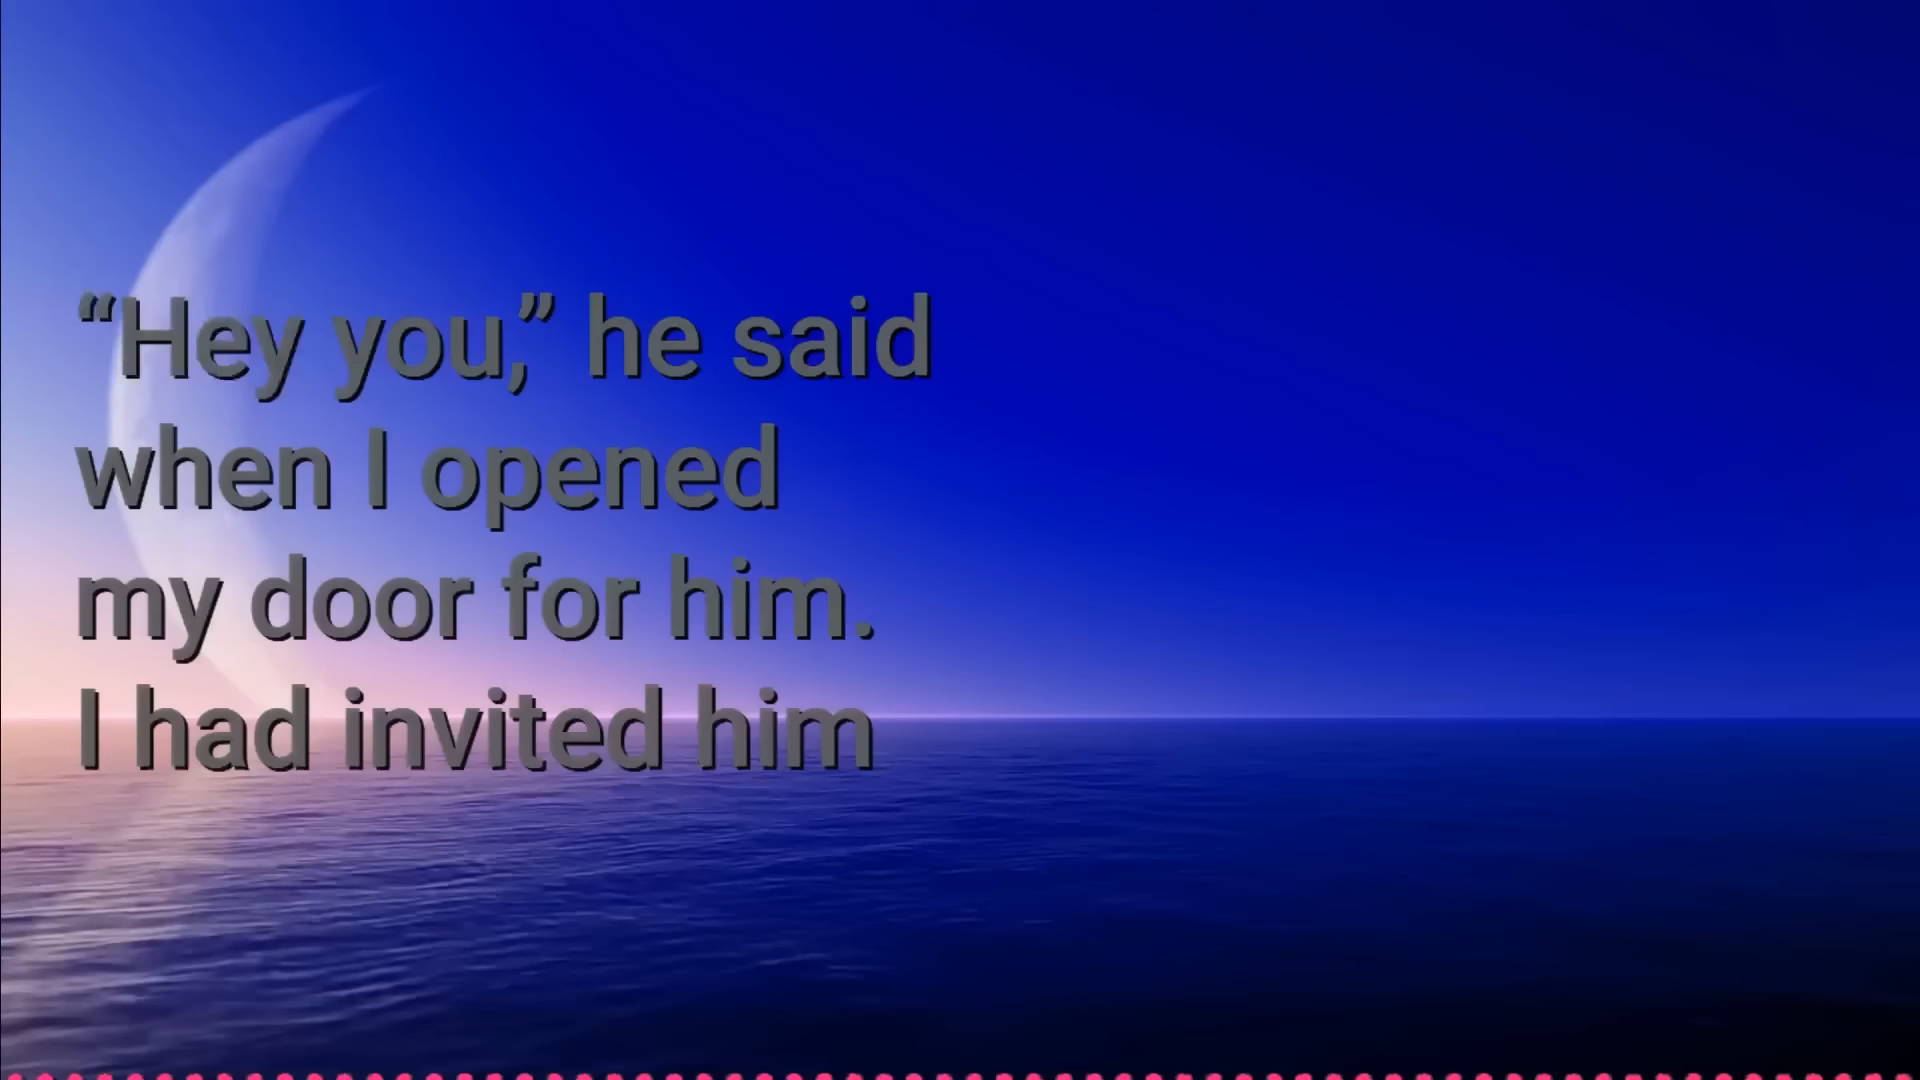 “Hey you,” he said
when I opened
my door for him.
I had invited him